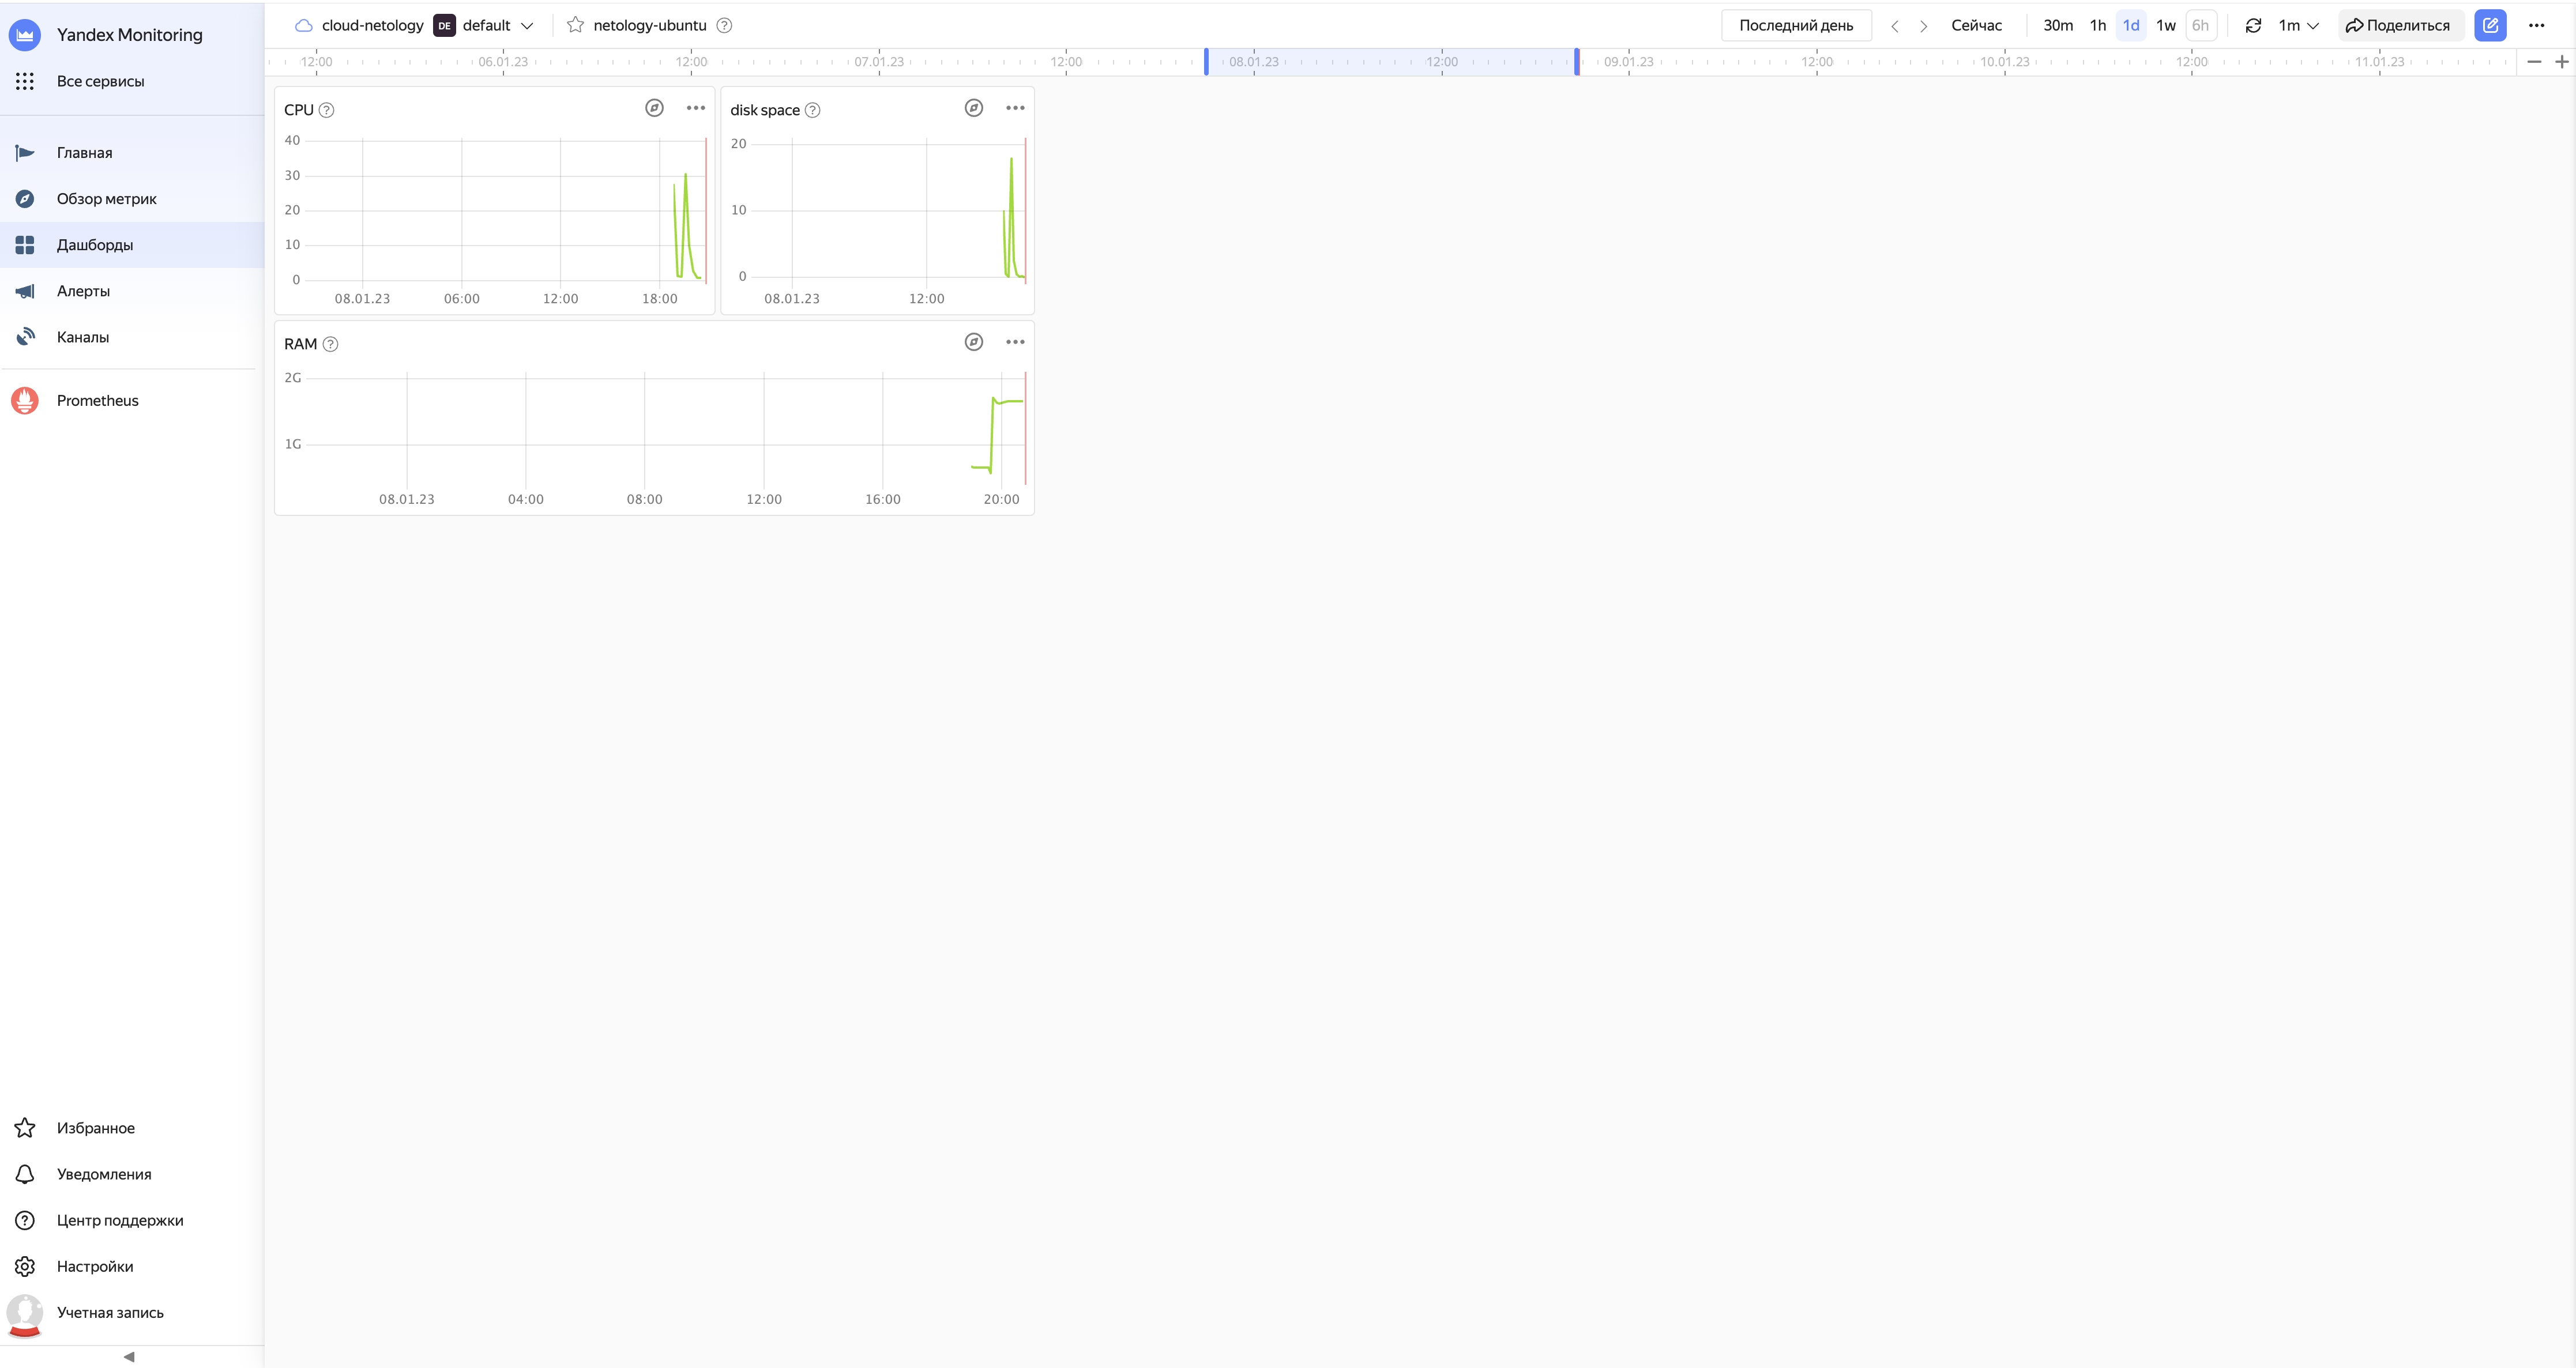 Yandex Monitoring
Все сервисы
Главная
Обзор метрик
Дашборды
Алерты
Каналы
Prometheus
Избранное
Уведомления
Центр поддержки
Настройки
Учетная запись
cloud-netology DE default netology-ubuntu ?
Последний день Сейчас 30m 1h 1d 1w 6h 1m Поделиться
12:00 06.01.23 12:00 07.01.23 12:00 08.01.23 12:00 09.01.23 12:00 10.01.23 12:00 11.01.23
CPU ?
40
30
20
10
0
08.01.23 06:00 12:00 18:00
disk space ?
20
10
0
08.01.23 12:00
RAM ?
2G
1G
08.01.23 04:00 08:00 12:00 16:00 20:00